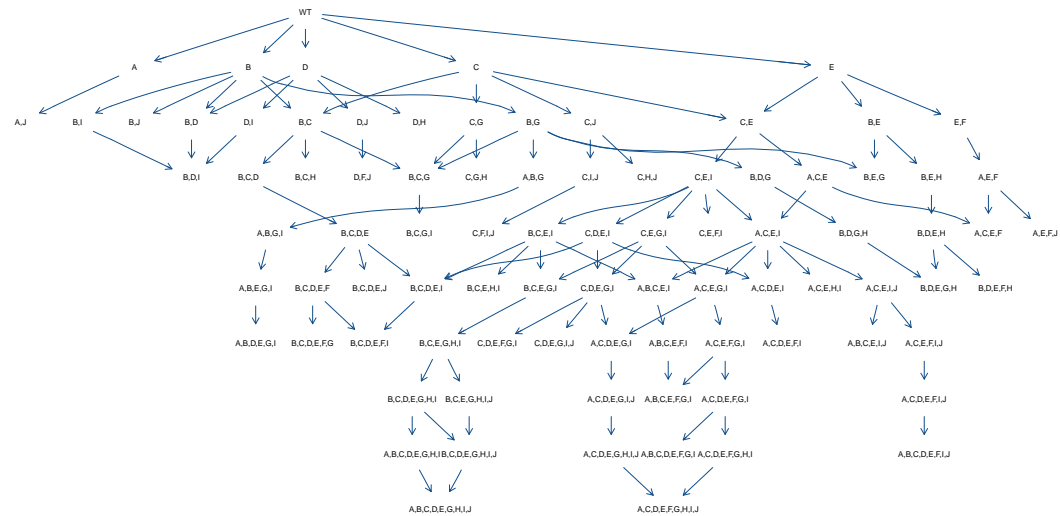 WT
A B D C E
A,J B,I B,J B,D D,I B,C D,J D,H C,G B,G C,J C,E B,E E,F
B,D,I B,C,D B,C,H D,F,J B,C,G C,G,H A,B,G C,I,J C,H,J C,E,I B,D,G A,C,E B,E,G B,E,H A,E,F
A,B,G,I B,C,D,E B,C,G,I C,F,I,J B,C,E,I C,D,E,I C,E,G,I C,E,F,I A,C,E,I B,D,G,H B,D,E,H A,C,E,F A,E,F,J
A,B,E,G,I B,C,D,E,F B,C,D,E,J B,C,D,E,I B,C,E,H,I B,C,E,G,I C,D,E,G,I A,B,C,E,I A,C,E,G,I A,C,D,E,I A,C,E,H,I A,C,E,I,J B,D,E,G,H B,D,E,F,H
A,B,D,E,G,I B,C,D,E,F,G B,C,D,E,F,I B,C,E,G,H,I C,D,E,F,G,I C,D,E,G,I,J A,C,D,E,G,I A,B,C,E,F,I A,C,E,F,G,I A,C,D,E,F,I A,B,C,E,I,J A,C,E,F,I,J
B,C,D,E,G,H,I B,C,E,G,H,I,J A,C,D,E,G,I,J A,B,C,E,F,G,I A,C,D,E,F,G,I A,C,D,E,F,I,J
A,B,C,D,E,G,H,I B,C,D,E,G,H,I,J A,C,D,E,G,H,I,J A,B,C,D,E,F,G,I A,C,D,E,F,G,H,I A,B,C,D,E,F,I,J
A,B,C,D,E,G,H,I,J A,C,D,E,F,G,H,I,J